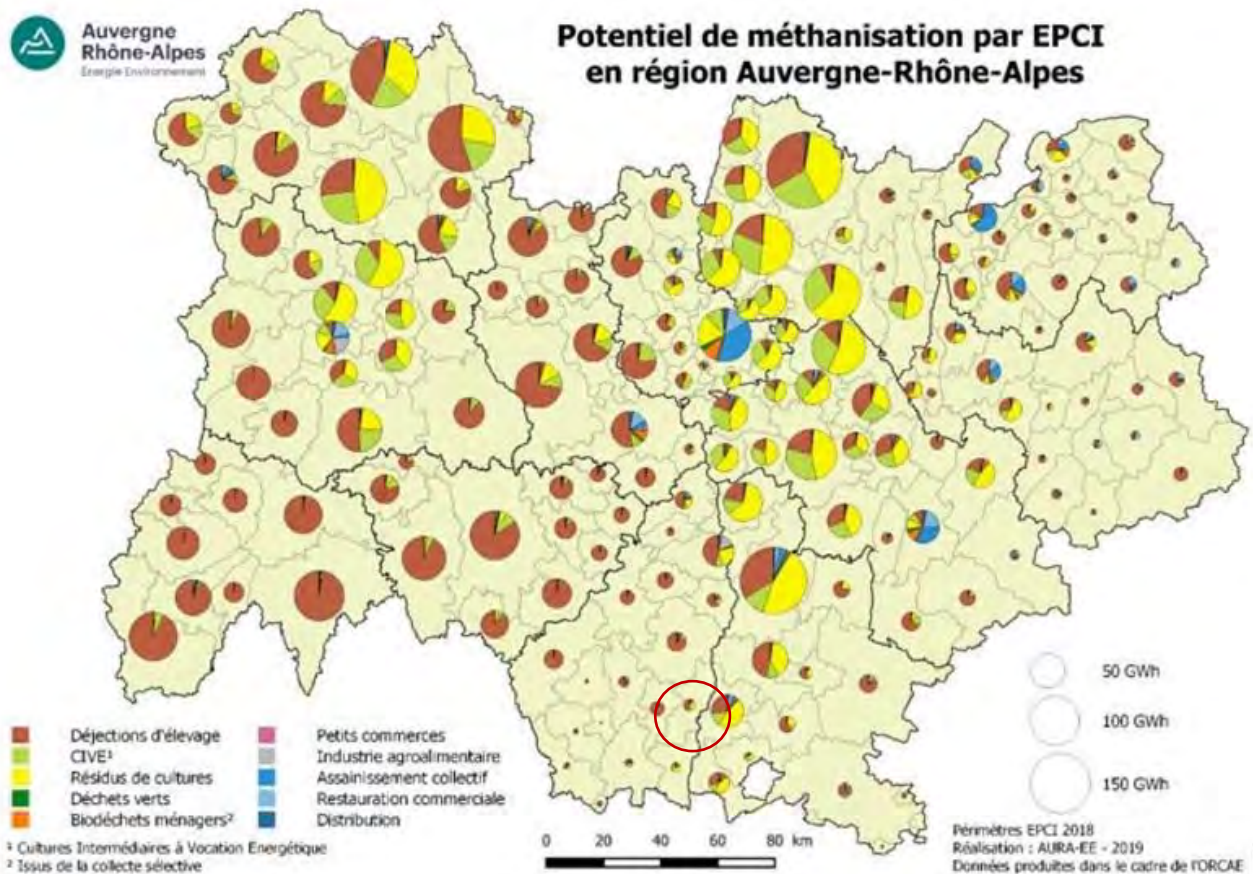 Auvergne
Rhône-Alpes
Énergie Environnement
Potentiel de méthanisation par EPCI
en région Auvergne-Rhône-Alpes
50 GWh
100 GWh
150 GWh
Déjections d'élevage
CIVE¹
Résidus de cultures
Déchets verts
Biodéchets ménagers²
Petits commerces
Industrie agroalimentaire
Assainissement collectif
Restauration commerciale
Distribution
¹ Cultures Intermédiaires à Vocation Energétique
² Issus de la collecte sélective
0 20 40 60 80 km
Périmètres EPCI 2018
Réalisation : AURA-EE - 2019
Données produites dans le cadre de l'ORCAE